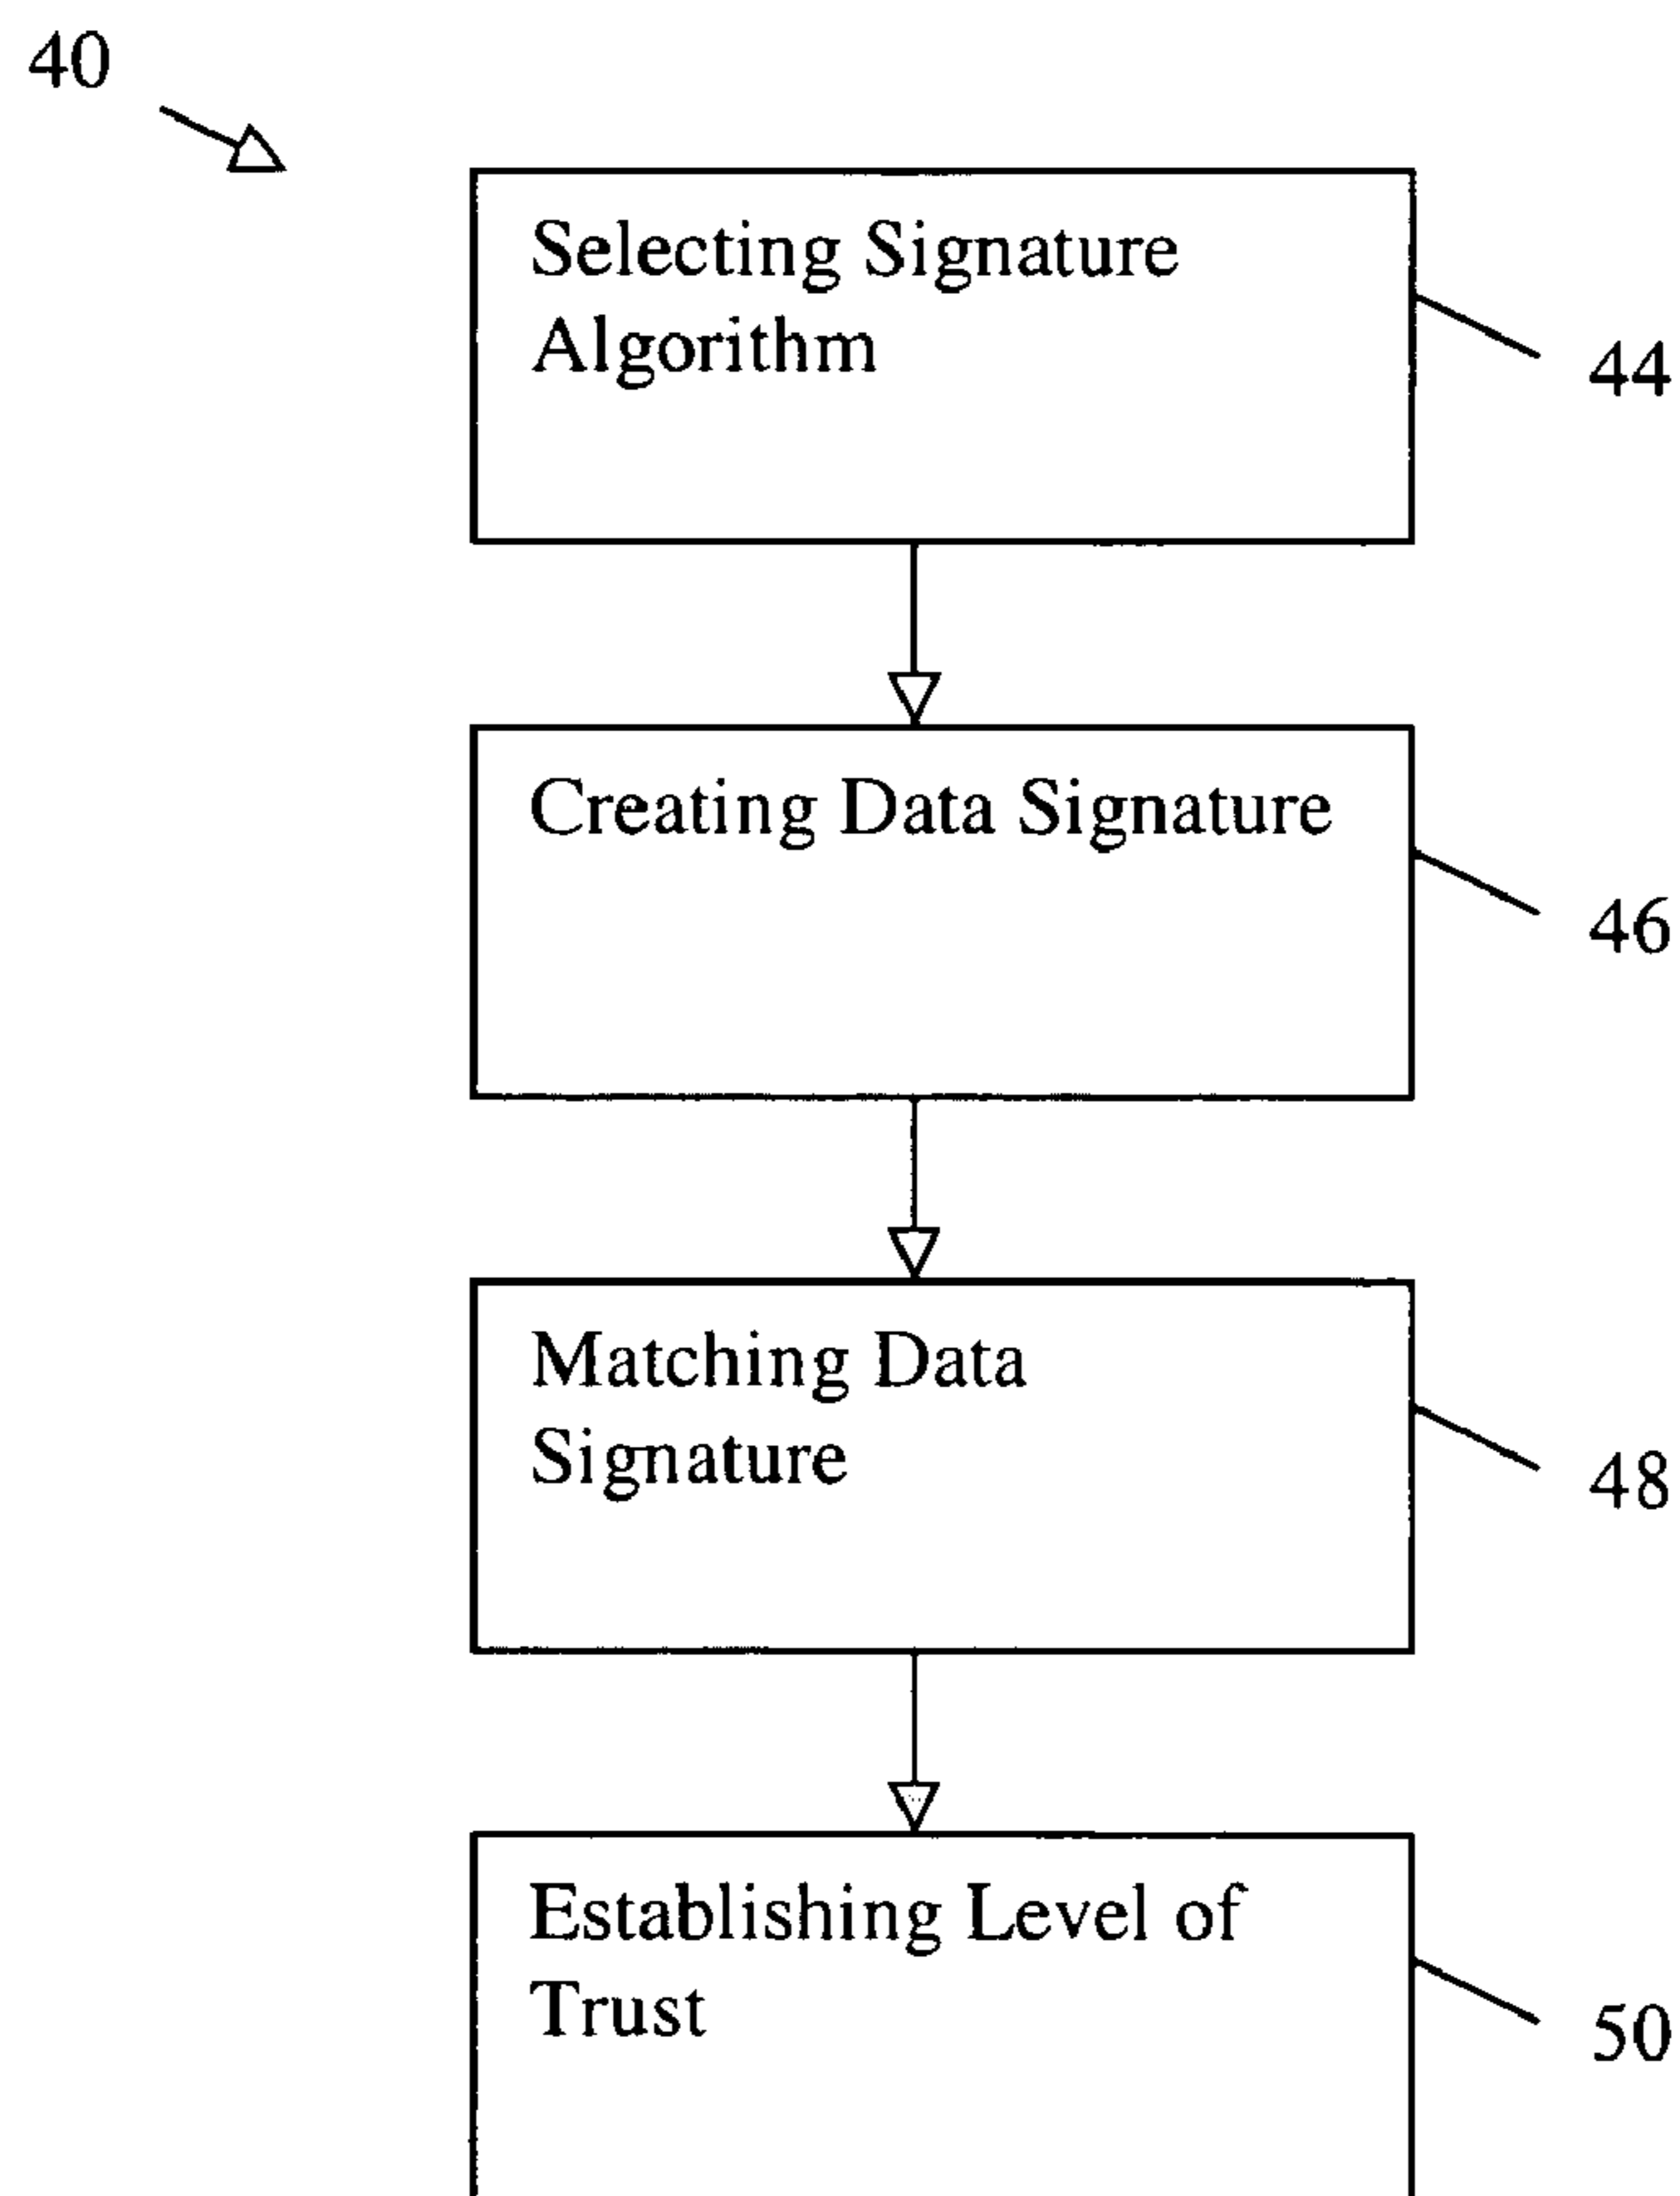 40
Selecting Signature
Algorithm
44
Creating Data Signature
46
Matching Data
Signature
48
Establishing Level of
Trust
50